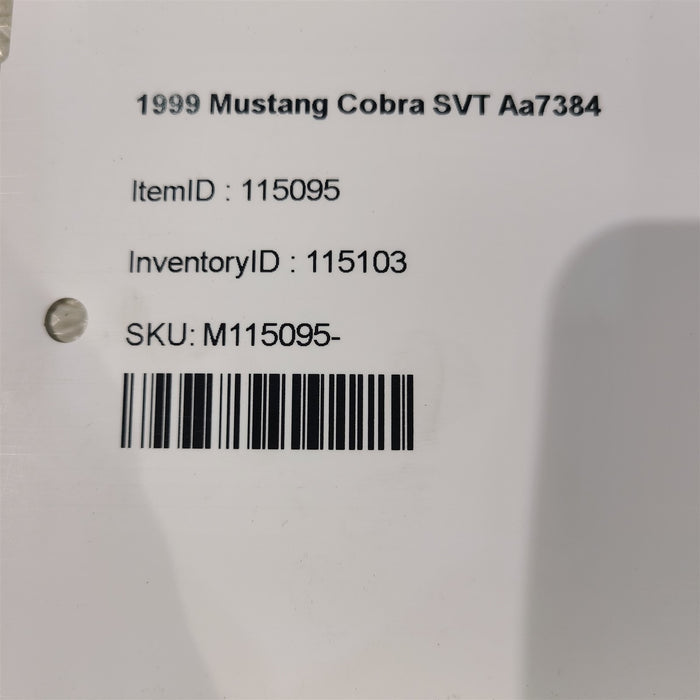 1999 Mustang Cobra SVT Aa7384
ItemID : 115095
InventoryID : 115103
SKU: M115095-